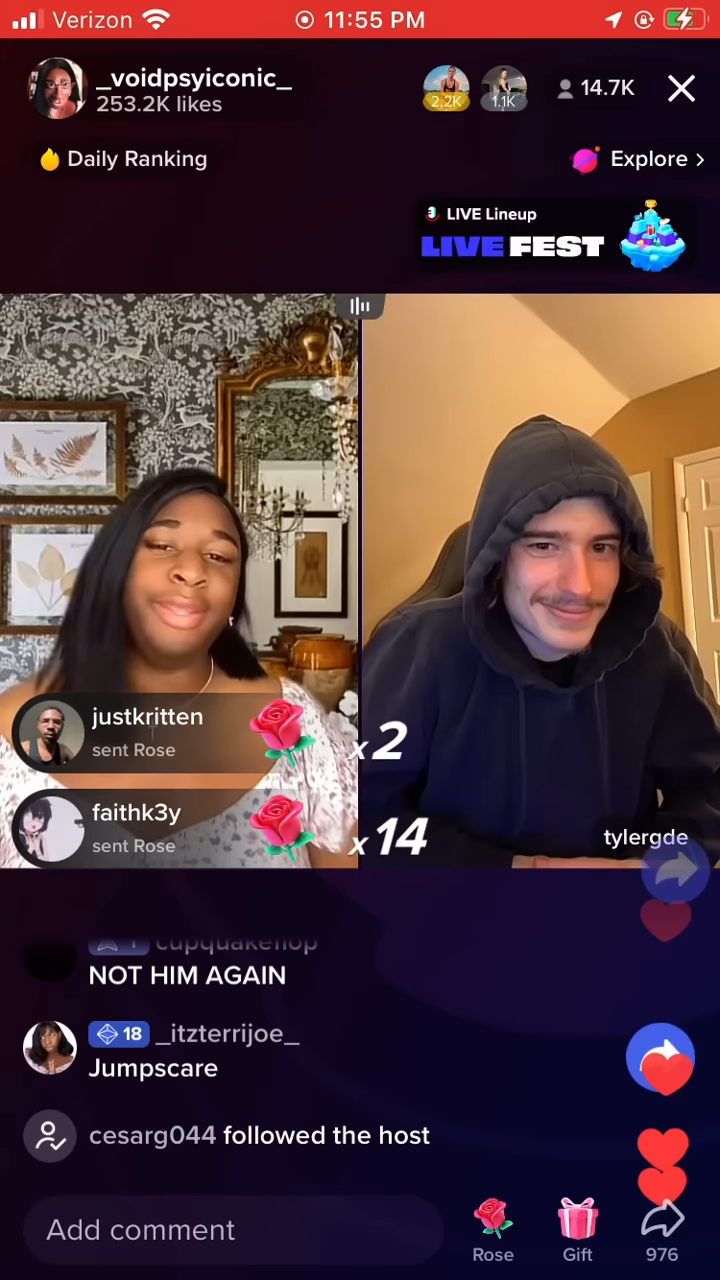 Verizon 11:55 PM
_voidpsyiconic_
253.2K likes
2.2K
1.1K
14.7K
Daily Ranking
Explore >
LIVE Lineup
LIVE FEST
justkritten
sent Rose
x2
faithk3y
sent Rose
x14
tylergde
NOT HIM AGAIN
18 _itzterrijoe_
Jumpscare
cesarg044 followed the host
Add comment
Rose
Gift
976